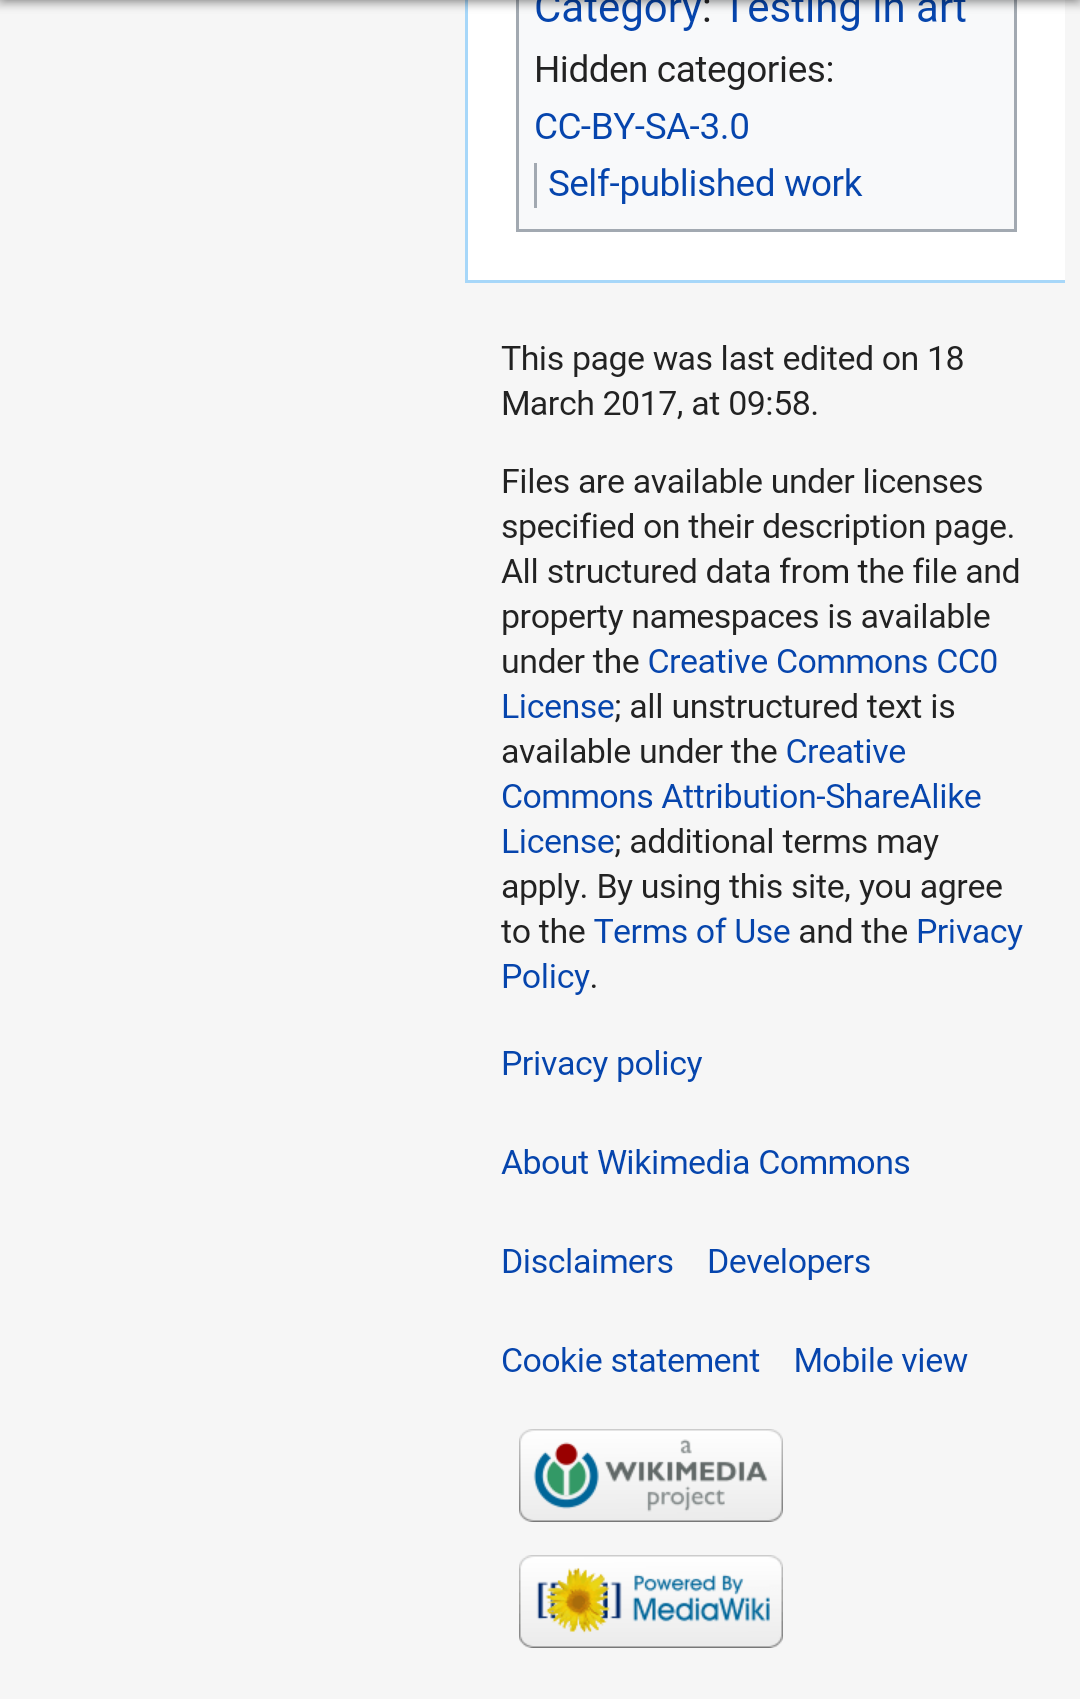 Category: Testing in art
Hidden categories:
CC-BY-SA-3.0
Self-published work
This page was last edited on 18
March 2017, at 09:58.
Files are available under licenses
specified on their description page.
All structured data from the file and
property namespaces is available
under the Creative Commons CC0
License; all unstructured text is
available under the Creative
Commons Attribution-ShareAlike
License; additional terms may
apply. By using this site, you agree
to the Terms of Use and the Privacy
Policy.
Privacy policy
About Wikimedia Commons
Disclaimers Developers
Cookie statement Mobile view
a
WIKIMEDIA
project
Powered By
MediaWiki